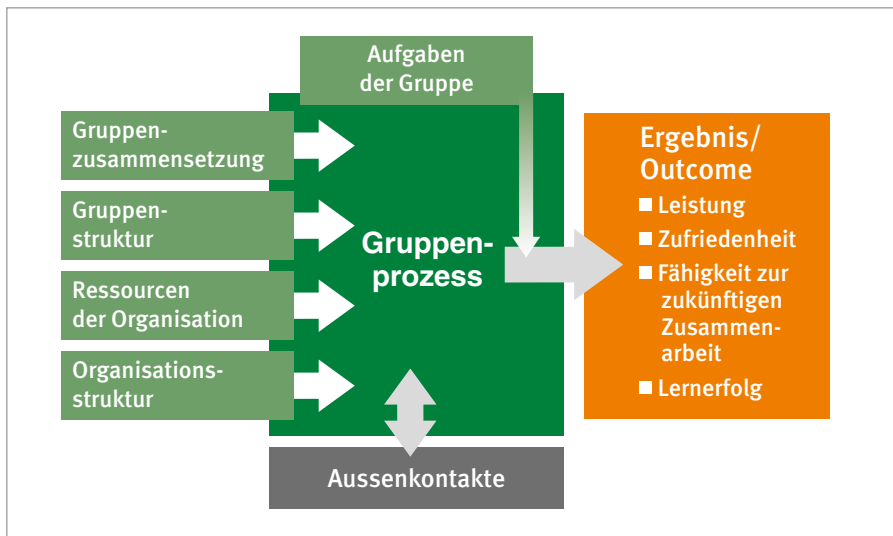 Aufgaben
der Gruppe
Gruppen-
zusammensetzung
Gruppen-
struktur
Ressourcen
der Organisation
Organisations-
struktur
Gruppen-
prozess
Aussenkontakte
Ergebnis/
Outcome
Leistung
Zufriedenheit
Fähigkeit zur
zukünftigen
Zusammen-
arbeit
Lernerfolg